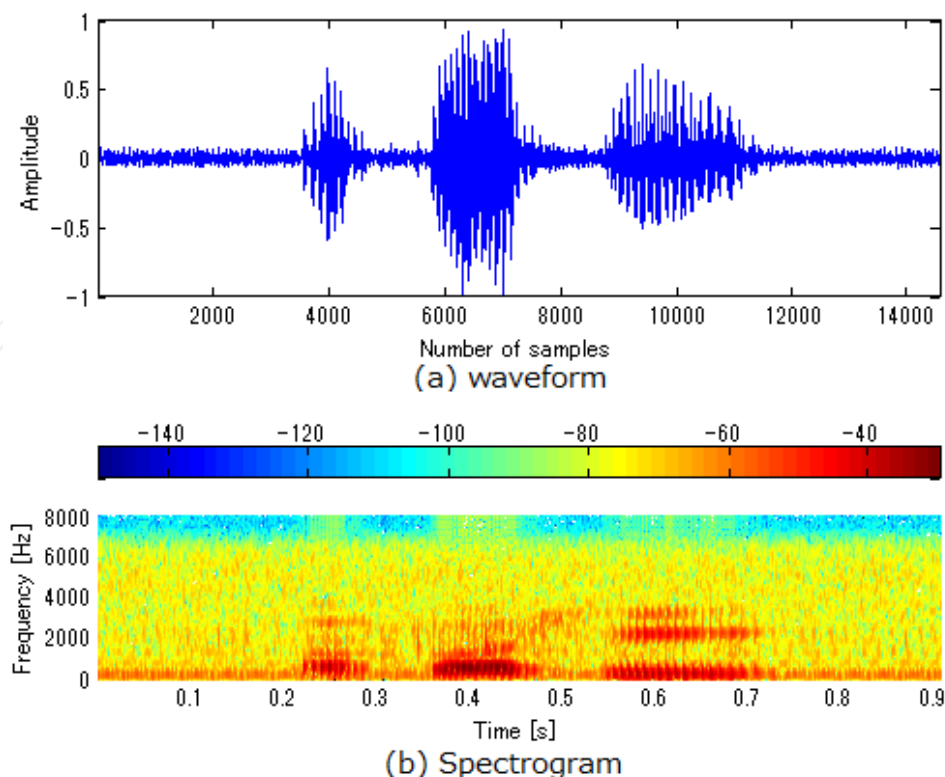 1
0.5
Amplitude
0
−0.5
−1
2000 4000 6000 8000 10000 12000 14000
Number of samples
(a) waveform
−140 −120 −100 −80 −60 −40
8000
6000
Frequency [Hz]
4000
2000
0
0.1 0.2 0.3 0.4 0.5 0.6 0.7 0.8 0.9
Time [s]
(b) Spectrogram